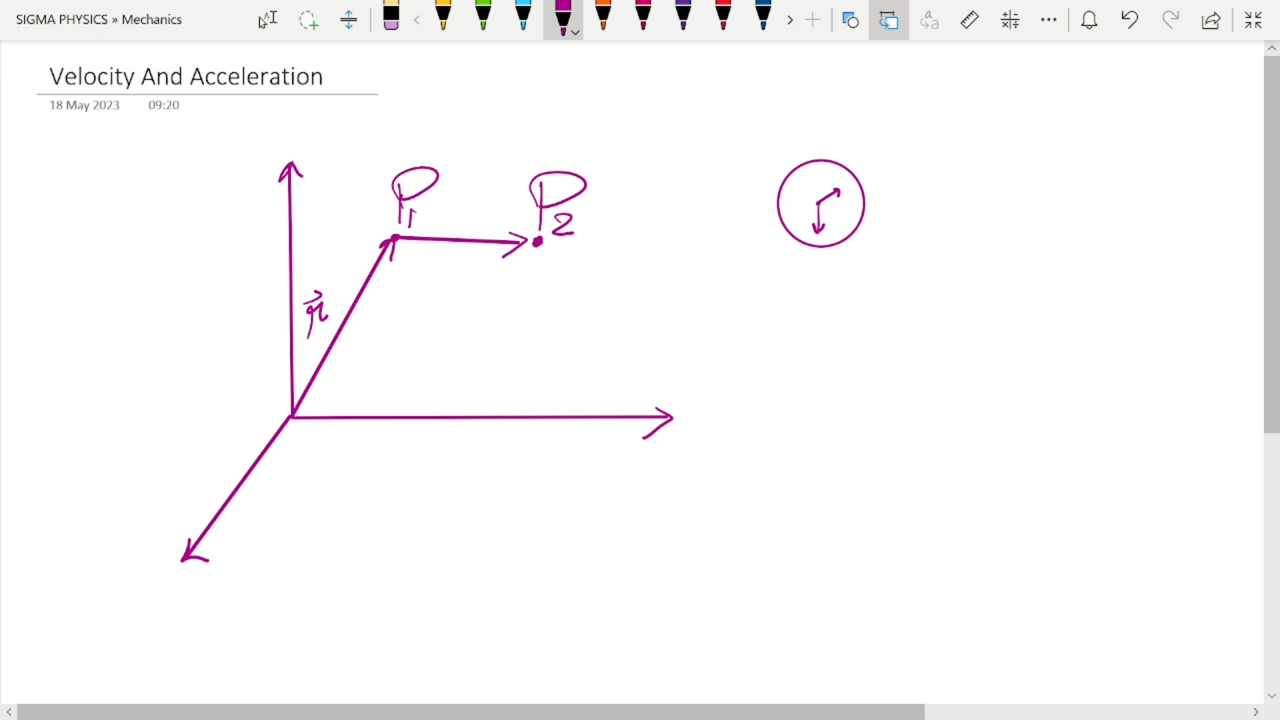 SIGMA PHYSICS » Mechanics
Velocity And Acceleration
18 May 2023 09:20
P1
P2
r⃗